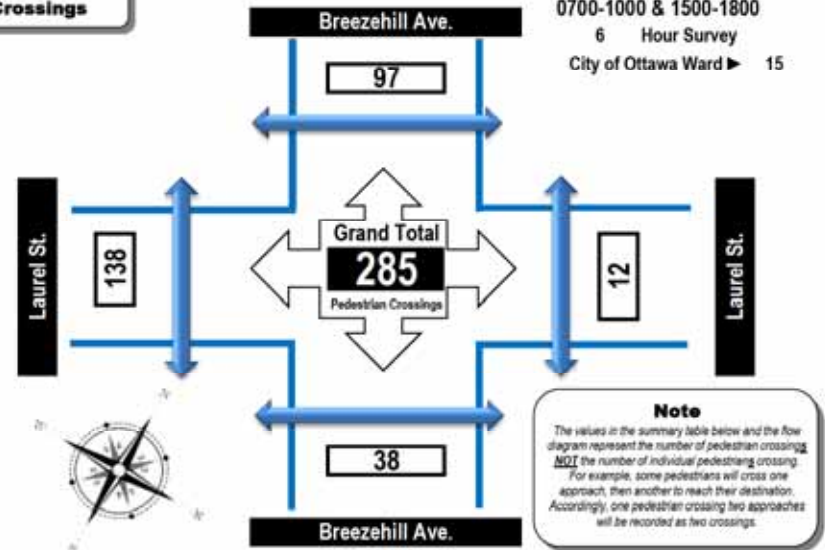 Crossings
Breezehill Ave.
0700-1000 & 1500-1800
6 Hour Survey
City of Ottawa Ward ► 15
97
Laurel St.
138
Grand Total
285
Pedestrian Crossings
12
Laurel St.
38
Breezehill Ave.
Note
The values in the summary table below and the flow
diagram represent the number of pedestrian crossings
NOT the number of individual pedestrians crossing.
For example, some pedestrians will cross one
approach, then another to reach their destination.
Accordingly, one pedestrian crossing two approaches
will be recorded as two crossings.